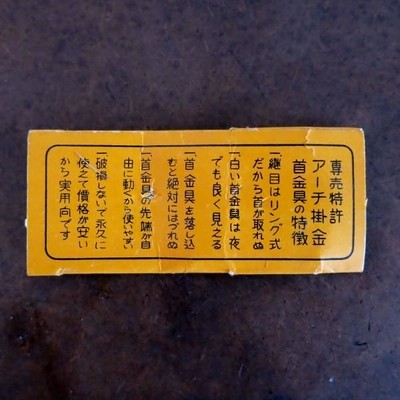 専売特許
アーチ掛金
首金具の特徴
一、継目はリング式
だから首が取れぬ
一、白い首金具は夜
でも良く見える
一、首金具を落し込
むと絶対にはづれぬ
一、首金具の先端が自
由に動くから使いやすい
一、破損しないで永久に
使えて價格が安い
から実用向です